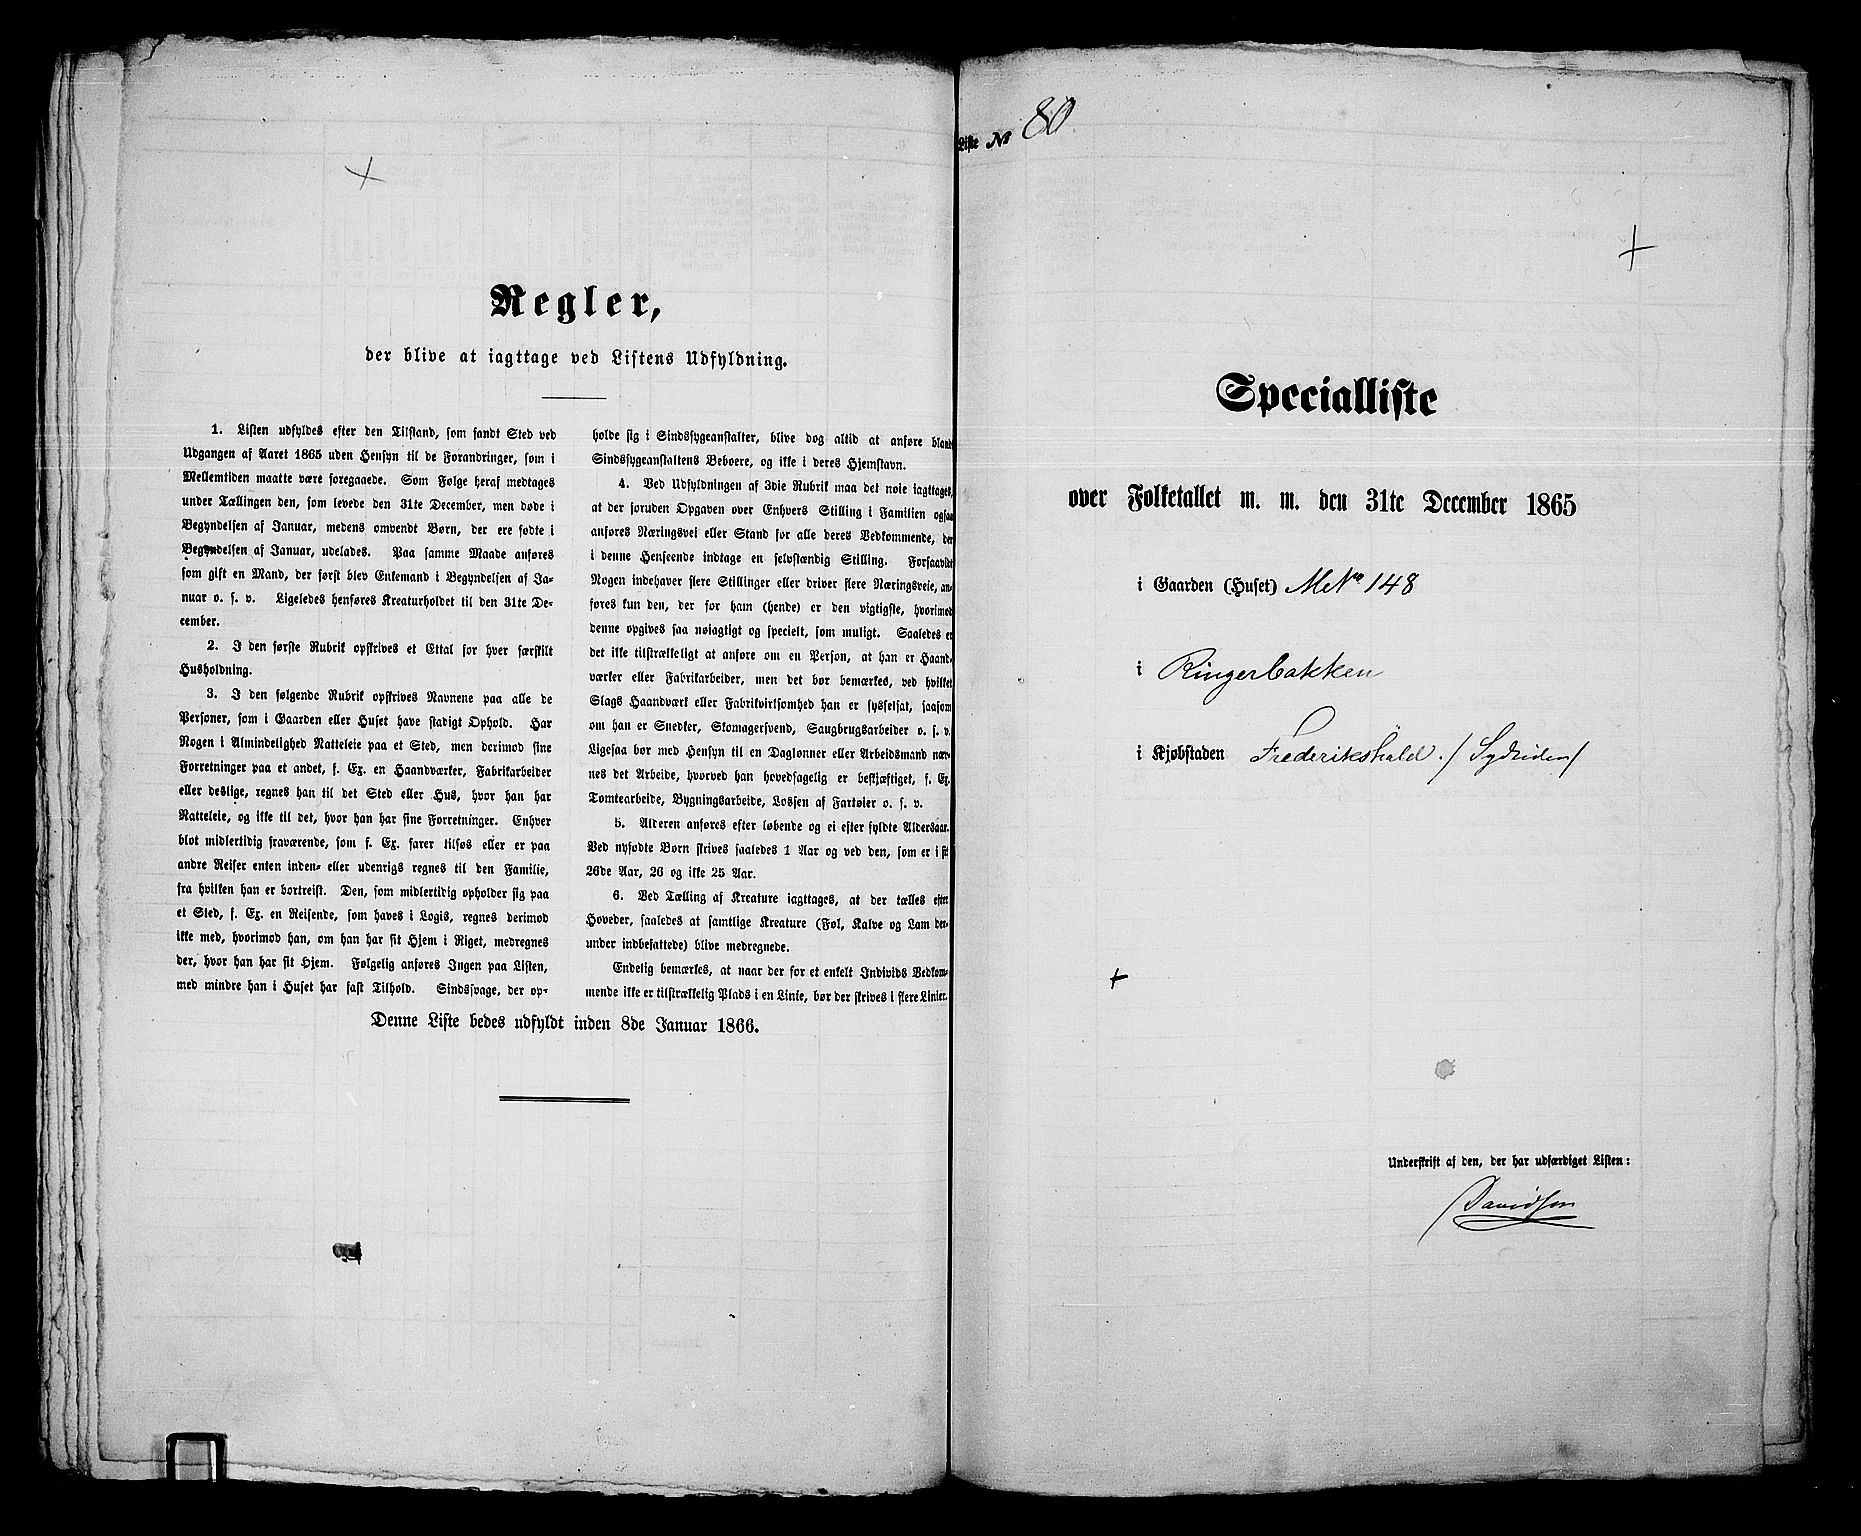 Regler,
der blive at iagttage ved Listens Udfyldning.
1. Listen udfyldes efter den Tilstand, som fandt Sted ved
Udgangen af Aaret 1865 uden Hensyn til de Forandringer, som i
Mellemtiden maatte være foregaaede. Som Følge heraf medtages
under Tællingen den, som levede den 31te December, men døde i
Begyndelsen af Januar, medens omvendt Børn, der ere fødte i
Begyndelsen af Januar, udelades. Paa samme Maade anføres
som gift en Mand, der først blev Enkemand i Begyndelsen af Ja-
nuar o. s. v. Ligeledes henføres Kreaturholdet til den 31te De-
cember.
2. I den første Rubrik opskrives et Ettal for hver særskilt
Husholdning.
3. I den følgende Rubrik opskrives Navnene paa alle de
Personer, som i Gaarden eller Huset have stadigt Ophold. Har
Nogen i Almindelighed Natteleie paa et Sted, men derimod sine
Forretninger paa et andet, f. Ex. en Haandværker, Fabrikarbeider
eller deslige, regnes han til det Sted eller Hus, hvor han har
Natteleie, og ikke til det, hvor han har sine Forretninger. Enhver
blot midlertidig fraværende, som f. Ex. farer tilsøs eller er paa
andre Reiser enten inden- eller udenrigs regnes til den Familie,
fra hvilken han er bortreist. Den, som midlertidig opholder sig paa
et Sted, f. Ex. en Reisende, som haves i Logis, regnes derimod
ikke med, hvorimod han, om han har sit Hjem i Riget, medregnes
der, hvor han har sit Hjem. Følgelig anføres Ingen paa Listen,
med mindre han i Huset har fast Tilhold. Sindssvage, der op-
holde sig i Sindssygeanstalter, blive dog altid at anføre blandt
Sindssygeanstaltens Beboere, og ikke i deres Hjemstavn.
4. Ved Udfyldningen af 3die Rubrik maa det nøie iagttages,
at der foruden Opgaven over Enhvers Stilling i Familien ogsaa
anføres Næringsvei eller Stand for alle deres Vedkommende, der
i denne Henseende indtage en selvstændig Stilling. Forsaavidt
Nogen indehaver flere Stillinger eller driver flere Næringsveie, an-
føres kun den, der for ham (hende) er den vigtigste, hvorimod
denne opgives saa nøiagtigt og specielt, som muligt. Saaledes er
det ikke tilstrækkeligt at anføre om en Person, at han er Haand-
værker eller Fabrikarbeider, men det bør bemærkes, ved hvilket
Slags Haandværk eller Fabrikvirksomhed han er sysselsat, saasom
om han er Snedker, Skomagersvend, Saugbrugsarbeider o. s. v.
Ligesaa bør med Hensyn til en Daglønner eller Arbeidsmand næv-
nes det Arbeide, hvorved han hovedsagelig er beskjæftiget, f. Ex.
Tomtearbeide, Bygningsarbeide, Lossen af Fartøier o. s. v.
5. Alderen anføres efter løbende og ei efter fyldte Aldersaar.
Ved nyfødte Børn skrives saaledes 1 Aar og ved den, som er i sit
26de Aar, 26 og ikke 25 Aar.
6. Ved Tælling af Kreature iagttages, at der tælles efter
Hoveder, saaledes at samtlige Kreature (Føl, Kalve og Lam der-
under indbefattede) blive medregnede.
Endelig bemærkes, at naar der for et enkelt Individs Vedkom-
mende ikke er tilstrækkelig Plads i en Linie, bør der skrives i flere Linier.
Denne Liste bedes udfyldt inden 8de Januar 1866.
Liste № 80
Specialliste
over Folketallet m. m. den 31te December 1865
i Gaarden (Huset) MtNo 148
i Ringerbakken
i Kjøbstaden Frederikshald. / Sydsiden /
Underskrift af den, der har udfærdiget Listen:
Davidsen